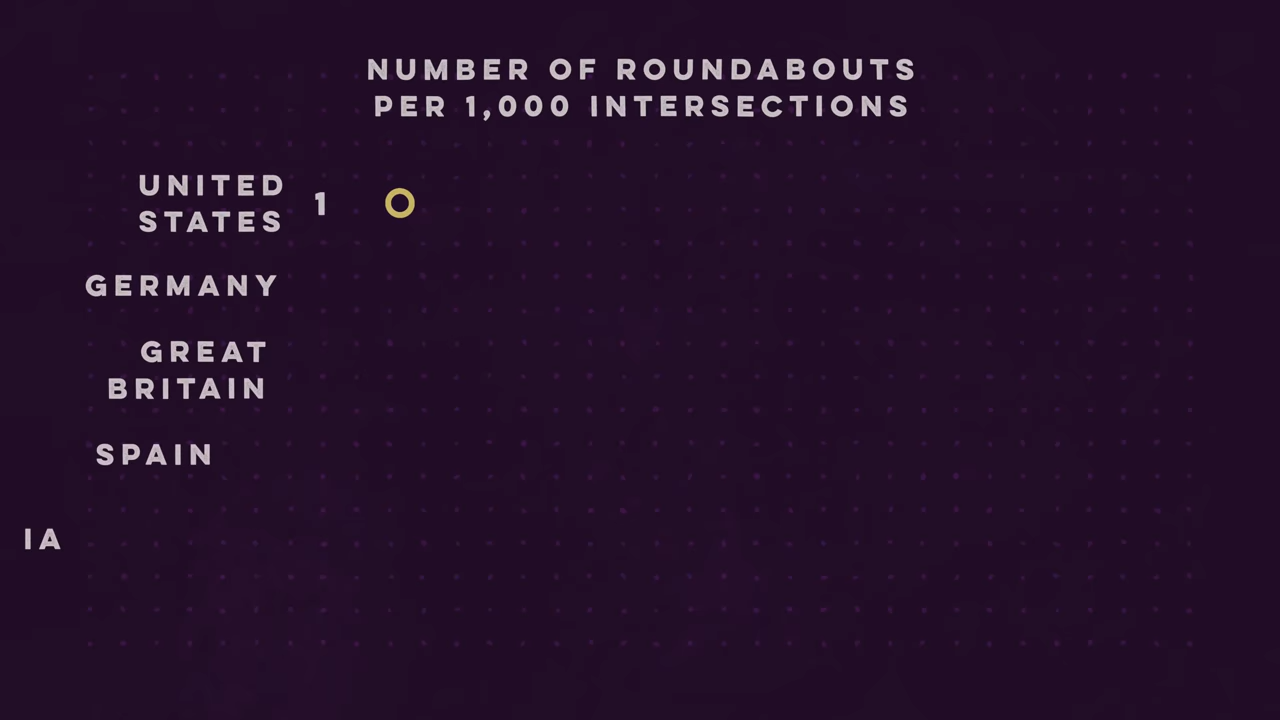 NUMBER OF ROUNDABOUTS
PER 1,000 INTERSECTIONS
UNITED
STATES
1
GERMANY
GREAT
BRITAIN
SPAIN
IA